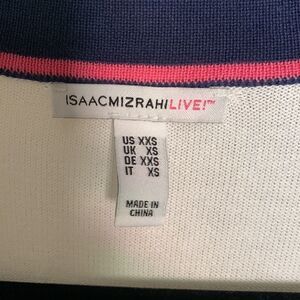 ISAACMIZRAHILIVE!™
US XXS
UK XS
DE XXS
IT XS
MADE IN
CHINA